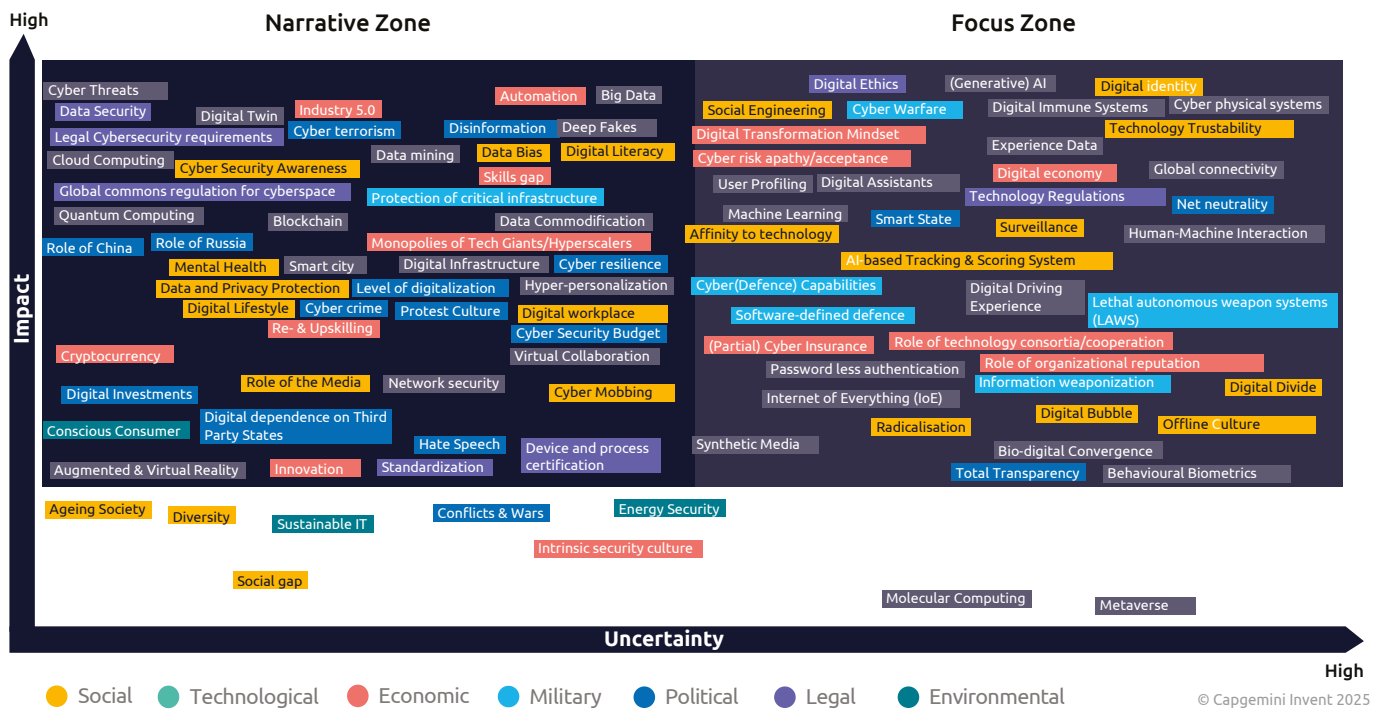 High
Narrative Zone
Focus Zone
Impact
Cyber Threats
Data Security
Digital Twin
Industry 5.0
Automation
Big Data
Legal Cybersecurity requirements
Cyber terrorism
Disinformation
Deep Fakes
Cloud Computing
Cyber Security Awareness
Data mining
Data Bias
Digital Literacy
Skills gap
Global commons regulation for cyberspace
Protection of critical infrastructure
Quantum Computing
Blockchain
Data Commodification
Role of China
Role of Russia
Monopolies of Tech Giants/Hyperscalers
Mental Health
Smart city
Digital Infrastructure
Cyber resilience
Data and Privacy Protection
Level of digitalization
Hyper-personalization
Digital Lifestyle
Cyber crime
Protest Culture
Digital workplace
Re- & Upskilling
Cyber Security Budget
Cryptocurrency
Virtual Collaboration
Digital Investments
Role of the Media
Network security
Cyber Mobbing
Conscious Consumer
Digital dependence on Third
Party States
Hate Speech
Device and process
certification
Augmented & Virtual Reality
Innovation
Standardization
Digital Ethics
(Generative) AI
Digital identity
Social Engineering
Cyber Warfare
Digital Immune Systems
Cyber physical systems
Digital Transformation Mindset
Technology Trustability
Cyber risk apathy/acceptance
Experience Data
Digital economy
Global connectivity
User Profiling
Digital Assistants
Technology Regulations
Net neutrality
Machine Learning
Smart State
Surveillance
Affinity to technology
Human-Machine Interaction
AI-based Tracking & Scoring System
Cyber(Defence) Capabilities
Digital Driving
Experience
Lethal autonomous weapon systems
(LAWS)
Software-defined defence
(Partial) Cyber Insurance
Role of technology consortia/cooperation
Role of organizational reputation
Password less authentication
Information weaponization
Digital Divide
Internet of Everything (IoE)
Digital Bubble
Radicalisation
Offline Culture
Synthetic Media
Bio-digital Convergence
Total Transparency
Behavioural Biometrics
Ageing Society
Diversity
Sustainable IT
Conflicts & Wars
Energy Security
Intrinsic security culture
Social gap
Molecular Computing
Metaverse
Uncertainty
High
Social
Technological
Economic
Military
Political
Legal
Environmental
© Capgemini Invent 2025